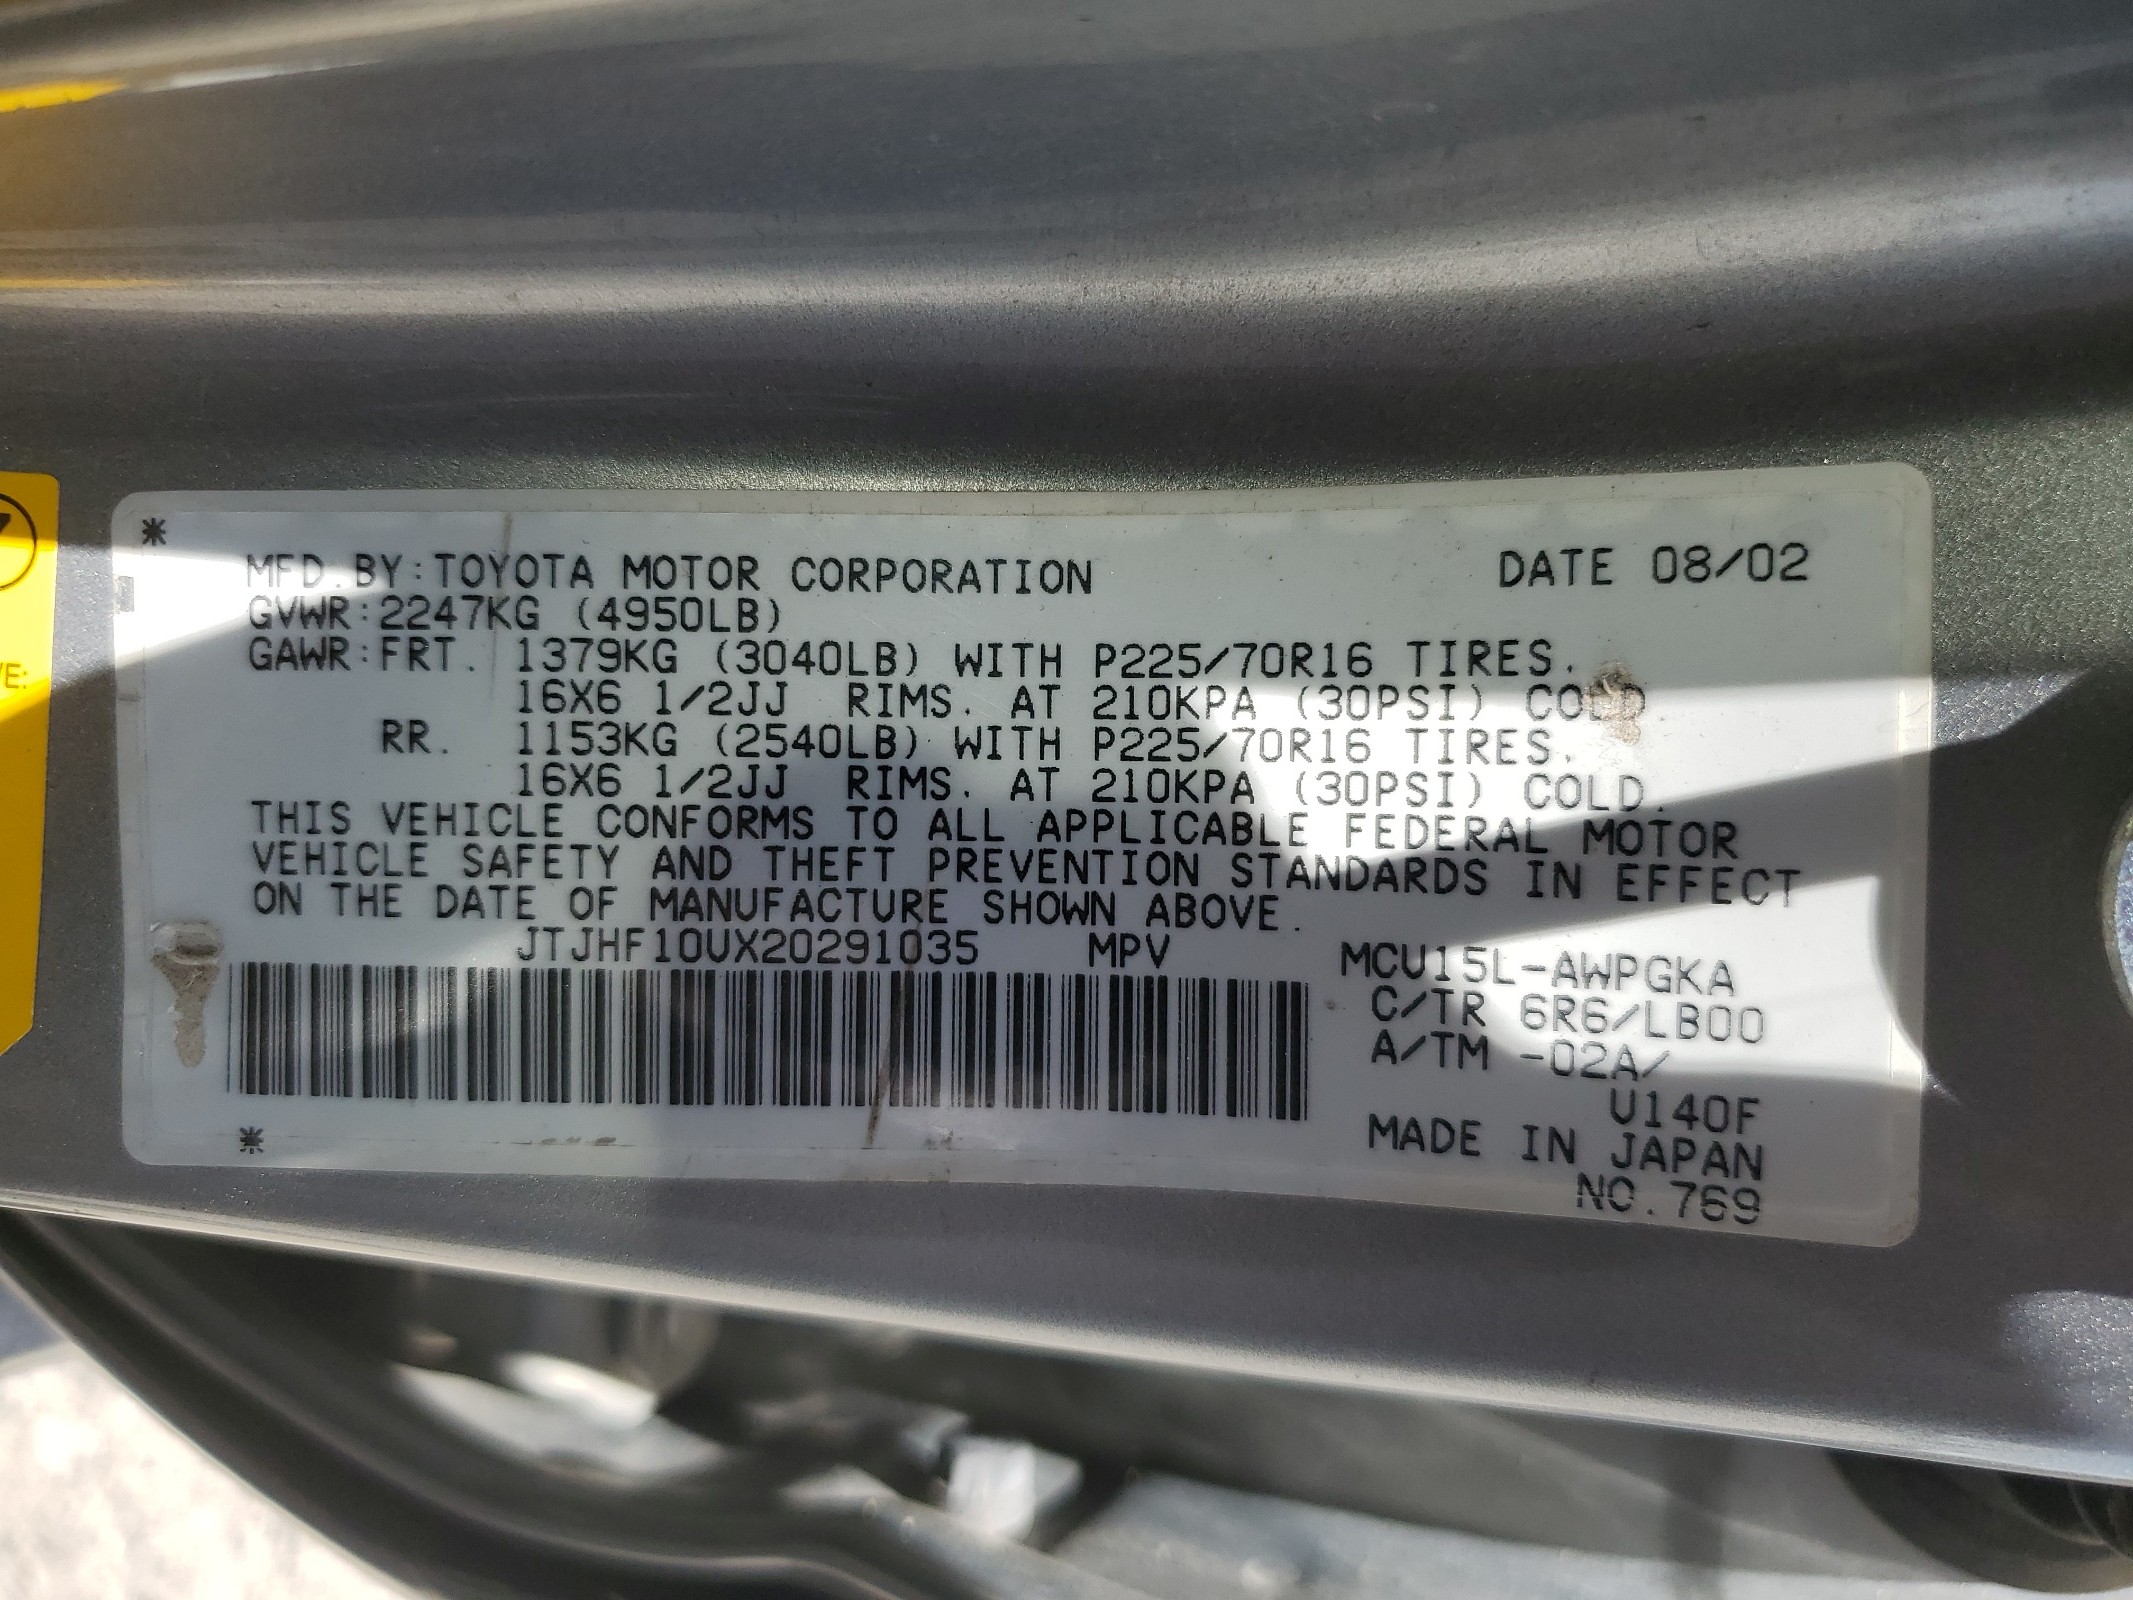 E:
* 
MFD.BY:TOYOTA MOTOR CORPORATION DATE 08/02
GVWR:2247KG (4950LB)
GAWR:FRT. 1379KG (3040LB) WITH P225/70R16 TIRES.
16X6 1/2JJ RIMS. AT 210KPA (30PSI) COLD
RR. 1153KG (2540LB) WITH P225/70R16 TIRES.
16X6 1/2JJ RIMS. AT 210KPA (30PSI) COLD.
THIS VEHICLE CONFORMS TO ALL APPLICABLE FEDERAL MOTOR
VEHICLE SAFETY AND THEFT PREVENTION STANDARDS IN EFFECT
ON THE DATE OF MANUFACTURE SHOWN ABOVE.
JTJHF10UX20291035 MPV MCU15L-AWPGKA
C/TR 6R6/LB00
A/TM -02A/
U140F
* MADE IN JAPAN
NO.769